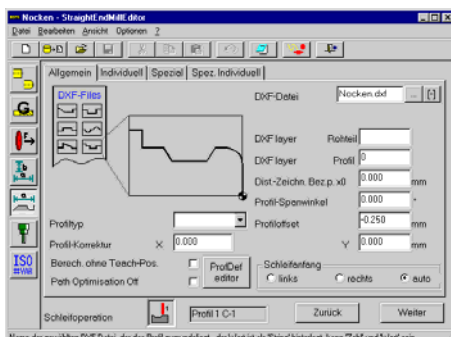 Nocken - StraightEndMillEditor
Datei Bearbeiten Ansicht Optionen ?
Allgemein Individuell Spezial Spez. Individuell
DXF-Files
DXF-Datei Nocken.dxf ...
DXF layer Rohteil
DXF layer Profil 0
Dist-Zeichn. Bez.p. x0 0.000 mm
Profil-Spanwinkel 0.000 °
Profiltyp
Profiloffset -0.250 mm
Profil-Korrektur X 0.000 Y 0.000 mm
Berech. ohne Teach-Pos.
Path Optimisation Off
ProfDef editor
Schleifanfang
links rechts auto
Schleifoperation Profil 1 C-1 Zurück Weiter
G
F
ISO